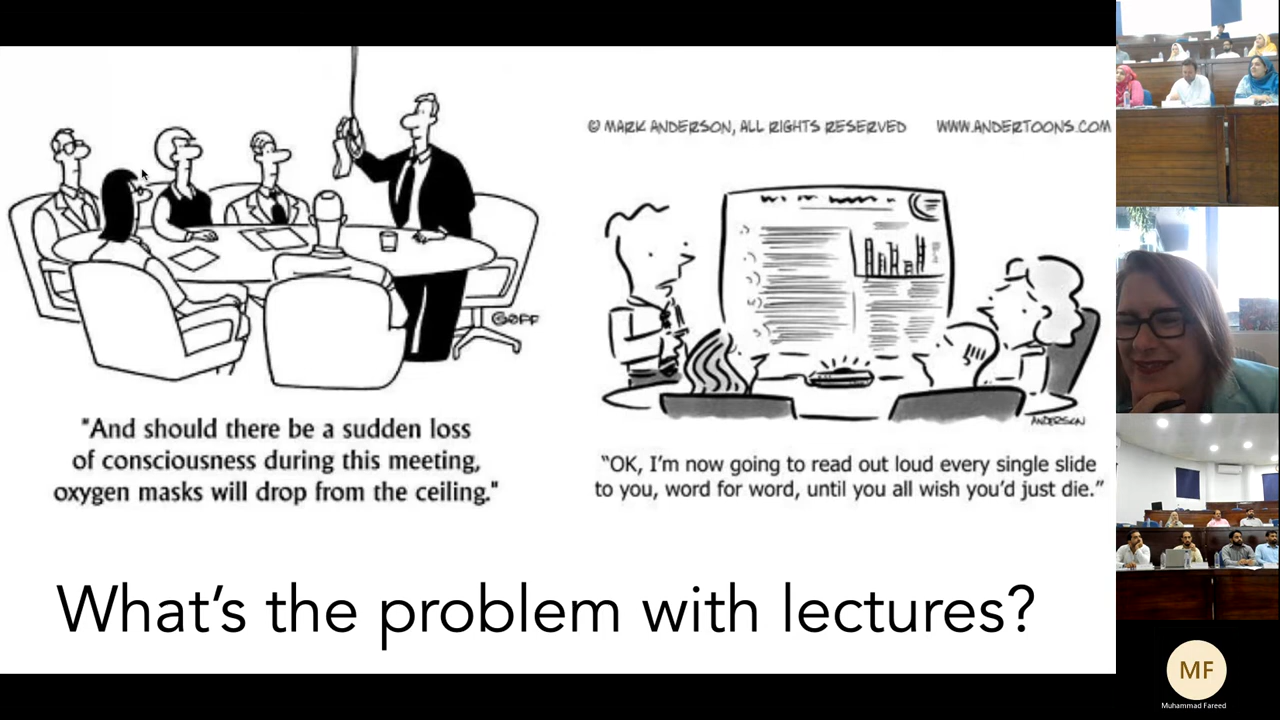 © MARK ANDERSON, ALL RIGHTS RESERVED WWW.ANDERTOONS.COM
GOFF
ANDERSON
"And should there be a sudden loss
of consciousness during this meeting,
oxygen masks will drop from the ceiling."
“OK, I’m now going to read out loud every single slide
to you, word for word, until you all wish you’d just die.”
What’s the problem with lectures?
MF
Muhammad Fareed